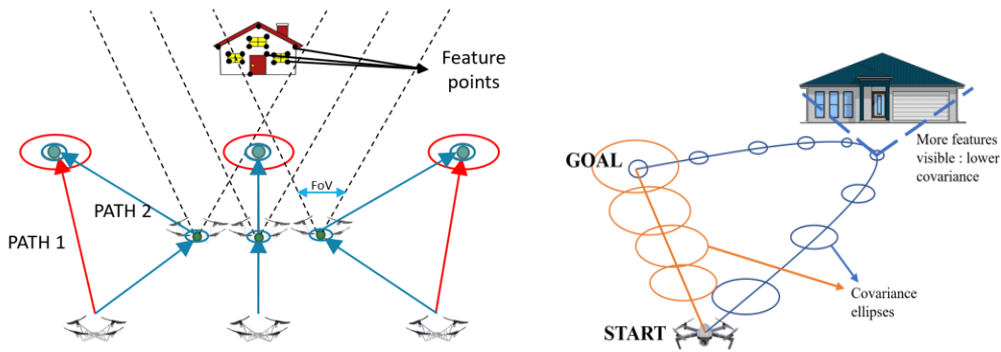 Feature
points
FoV
PATH 2
PATH 1
More features
visible : lower
covariance
GOAL
Covariance
ellipses
START